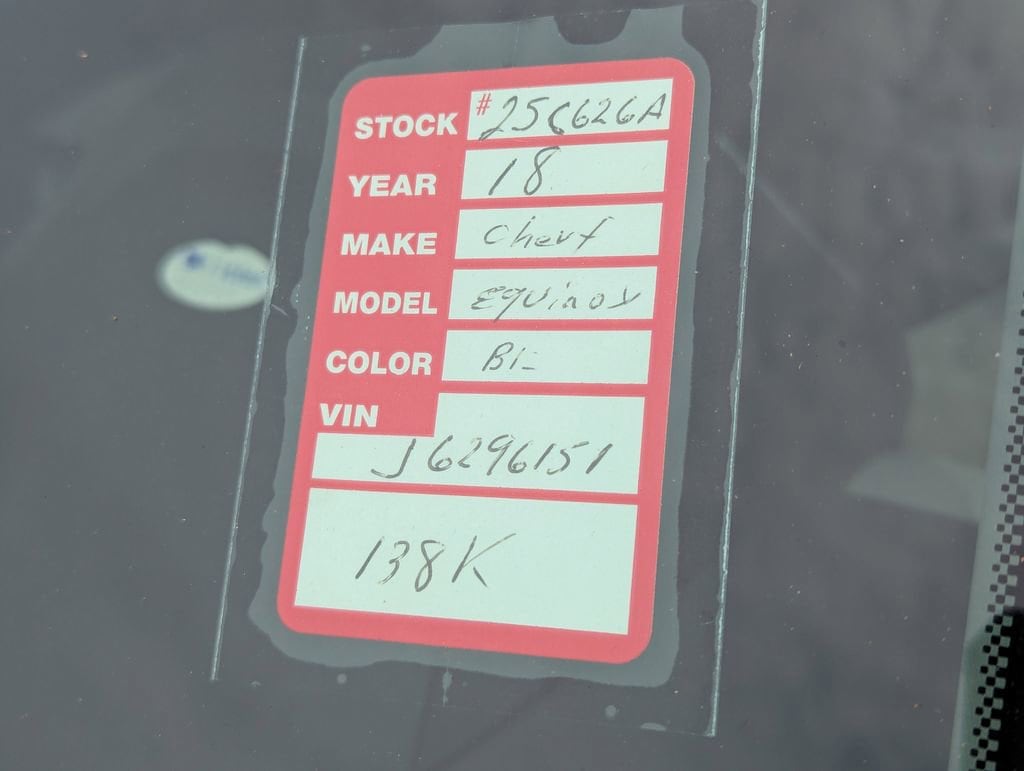 STOCK #25C626A
YEAR 18
MAKE Chevy
MODEL Equinox
COLOR BL
VIN
J6296151
138K